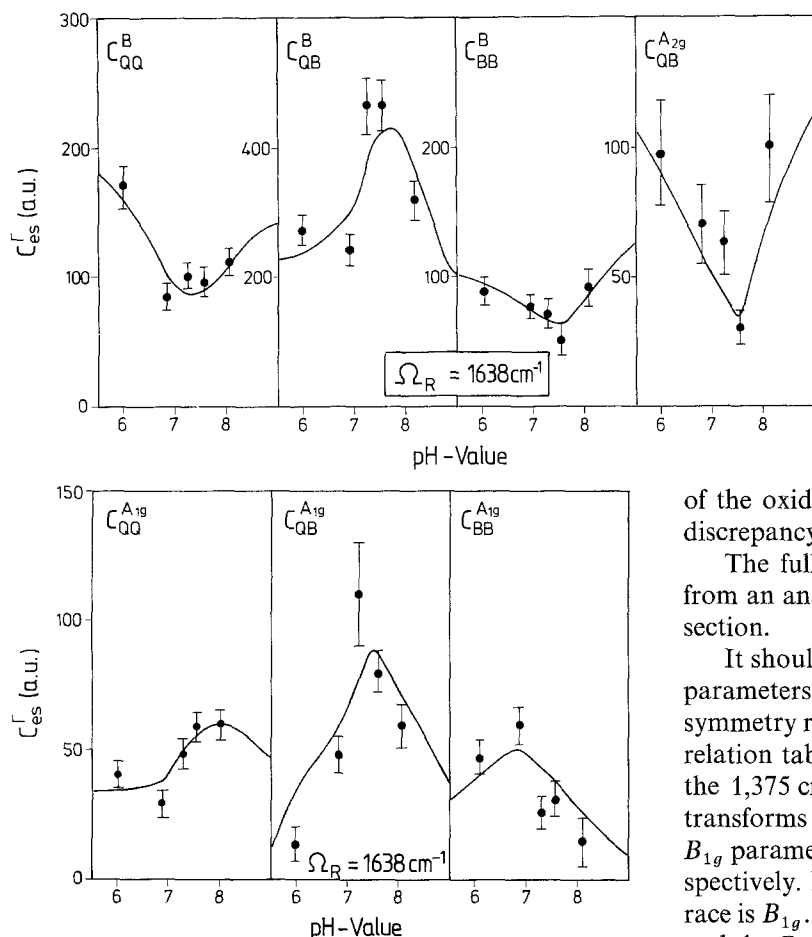 300
200
100
0
C^B_QQ
C^B_QB
400
200
C^B_BB
200
100
C^A2g_QB
100
50
Ω_R = 1638 cm⁻¹
C^Γ_es (a.u.)
6 7 8 6 7 8 6 7 8 6 7 8
pH-Value
150
100
50
0
C^A1g_QQ
C^A1g_QB
C^A1g_BB
C^Γ_es (a.u.)
Ω_R = 1638 cm⁻¹
6 7 8 6 7 8 6 7 8
pH-Value
of the oxid
discrepancy
The full
from an an
section.
It shoul
parameters
symmetry r
relation tab
the 1,375 c
transforms
B_1g parame
spectively.
race is B_1g.